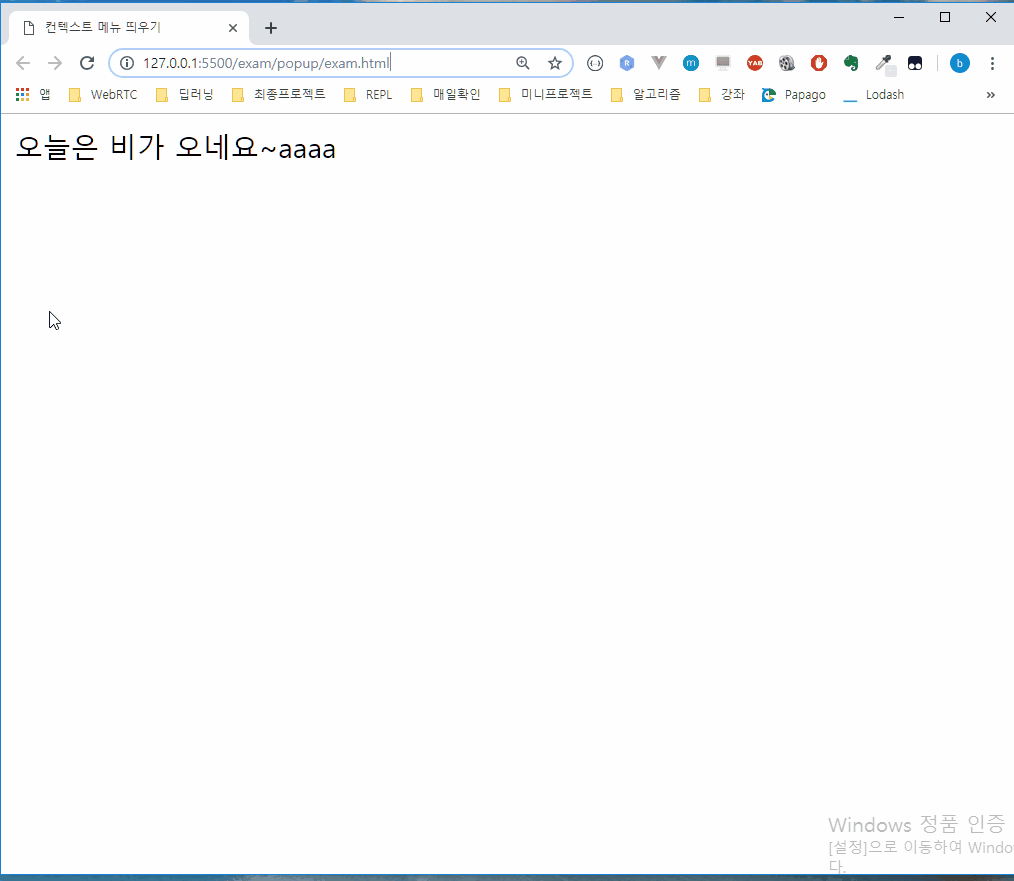 컨텍스트 메뉴 띄우기
127.0.0.1:5500/exam/popup/exam.html
앱 WebRTC 딥러닝 최종프로젝트 REPL 매일확인 미니프로젝트 알고리즘 강좌 Papago Lodash »
오늘은 비가 오네요~aaaa
Windows 정품 인증
[설정]으로 이동하여 Windo
다.